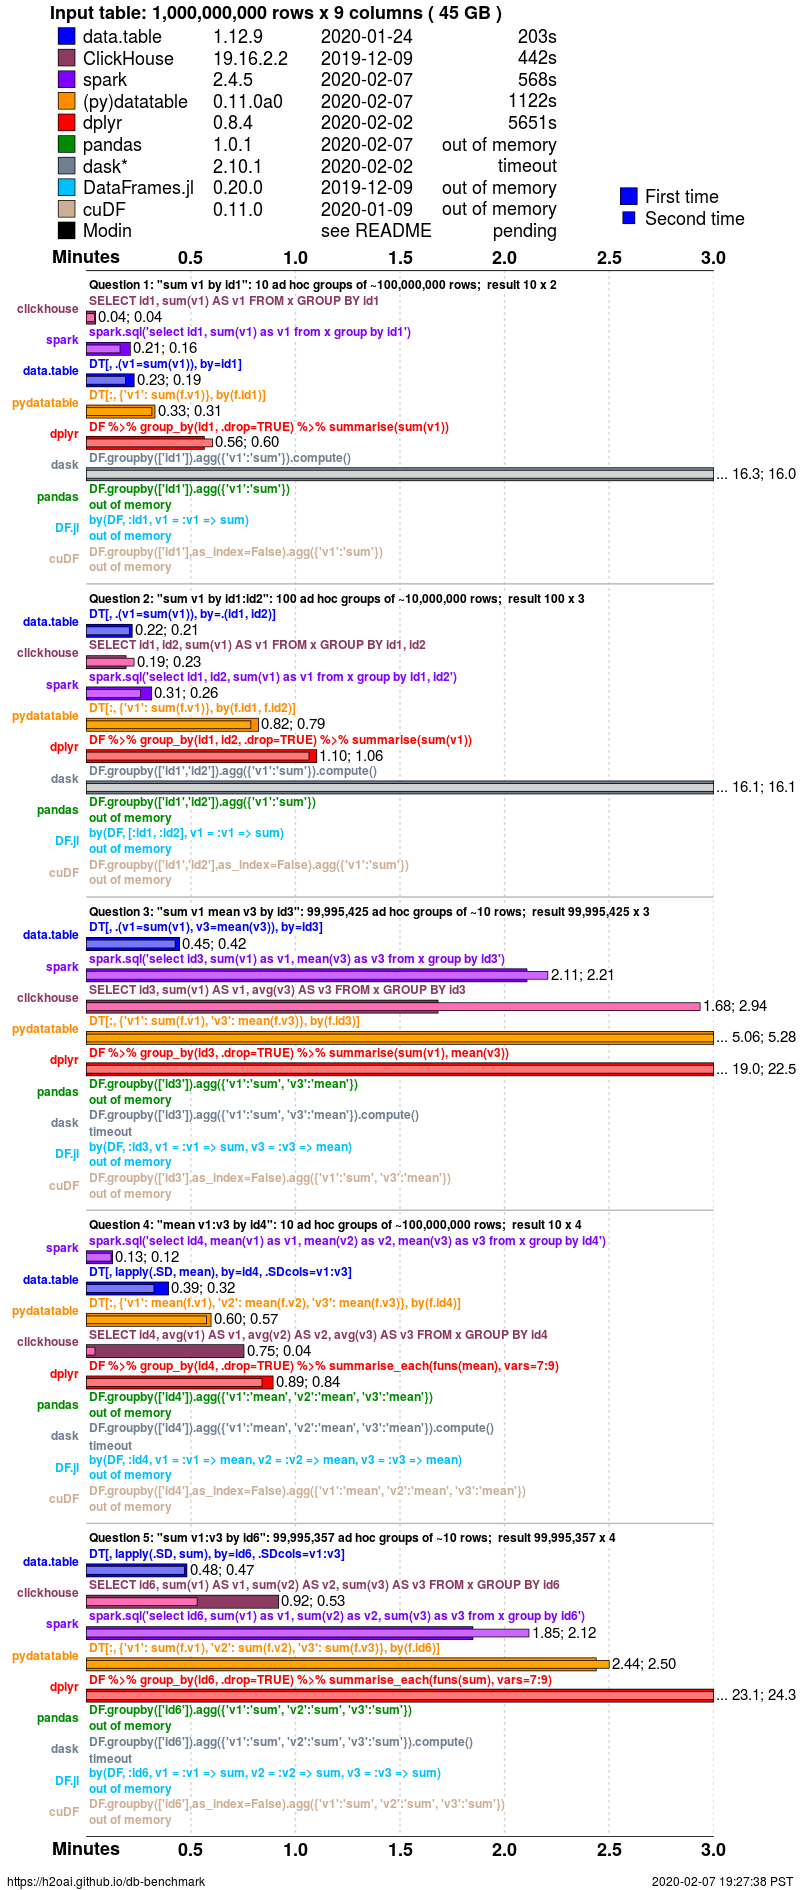 Input table: 1,000,000,000 rows x 9 columns ( 45 GB )
data.table 1.12.9 2020-01-24 203s
ClickHouse 19.16.2.2 2019-12-09 442s
spark 2.4.5 2020-02-07 568s
(py)datatable 0.11.0a0 2020-02-07 1122s
dplyr 0.8.4 2020-02-02 5651s
pandas 1.0.1 2020-02-07 out of memory
dask* 2.10.1 2020-02-02 timeout
DataFrames.jl 0.20.0 2019-12-09 out of memory
cuDF 0.11.0 2020-01-09 out of memory
Modin see README pending
First time
Second time
Minutes 0.5 1.0 1.5 2.0 2.5 3.0
Question 1: "sum v1 by id1": 10 ad hoc groups of ~100,000,000 rows; result 10 x 2
SELECT id1, sum(v1) AS v1 FROM x GROUP BY id1
clickhouse 0.04; 0.04
spark.sql('select id1, sum(v1) as v1 from x group by id1')
spark 0.21; 0.16
DT[, .(v1=sum(v1)), by=id1]
data.table 0.23; 0.19
DT[:, {'v1': sum(f.v1)}, by(f.id1)]
pydatatable 0.33; 0.31
DF %>% group_by(id1, .drop=TRUE) %>% summarise(sum(v1))
dplyr 0.56; 0.60
DF.groupby(['id1']).agg({'v1':'sum'}).compute()
dask ... 16.3; 16.0
DF.groupby(['id1']).agg({'v1':'sum'})
pandas out of memory
by(DF, :id1, v1 = :v1 => sum)
DF.jl out of memory
DF.groupby(['id1'],as_index=False).agg({'v1':'sum'})
cuDF out of memory
Question 2: "sum v1 by id1:id2": 100 ad hoc groups of ~10,000,000 rows; result 100 x 3
DT[, .(v1=sum(v1)), by=.(id1, id2)]
data.table 0.22; 0.21
SELECT id1, id2, sum(v1) AS v1 FROM x GROUP BY id1, id2
clickhouse 0.19; 0.23
spark.sql('select id1, id2, sum(v1) as v1 from x group by id1, id2')
spark 0.31; 0.26
DT[:, {'v1': sum(f.v1)}, by(f.id1, f.id2)]
pydatatable 0.82; 0.79
DF %>% group_by(id1, id2, .drop=TRUE) %>% summarise(sum(v1))
dplyr 1.10; 1.06
DF.groupby(['id1','id2']).agg({'v1':'sum'}).compute()
dask ... 16.1; 16.1
DF.groupby(['id1','id2']).agg({'v1':'sum'})
pandas out of memory
by(DF, [:id1, :id2], v1 = :v1 => sum)
DF.jl out of memory
DF.groupby(['id1','id2'],as_index=False).agg({'v1':'sum'})
cuDF out of memory
Question 3: "sum v1 mean v3 by id3": 99,995,425 ad hoc groups of ~10 rows; result 99,995,425 x 3
DT[, .(v1=sum(v1), v3=mean(v3)), by=id3]
data.table 0.45; 0.42
spark.sql('select id3, sum(v1) as v1, mean(v3) as v3 from x group by id3')
spark 2.11; 2.21
SELECT id3, sum(v1) AS v1, avg(v3) AS v3 FROM x GROUP BY id3
clickhouse 1.68; 2.94
DT[:, {'v1': sum(f.v1), 'v3': mean(f.v3)}, by(f.id3)]
pydatatable ... 5.06; 5.28
DF %>% group_by(id3, .drop=TRUE) %>% summarise(sum(v1), mean(v3))
dplyr ... 19.0; 22.5
DF.groupby(['id3']).agg({'v1':'sum', 'v3':'mean'})
pandas out of memory
DF.groupby(['id3']).agg({'v1':'sum', 'v3':'mean'}).compute()
dask timeout
by(DF, :id3, v1 = :v1 => sum, v3 = :v3 => mean)
DF.jl out of memory
DF.groupby(['id3'],as_index=False).agg({'v1':'sum', 'v3':'mean'})
cuDF out of memory
Question 4: "mean v1:v3 by id4": 10 ad hoc groups of ~100,000,000 rows; result 10 x 4
spark.sql('select id4, mean(v1) as v1, mean(v2) as v2, mean(v3) as v3 from x group by id4')
spark 0.13; 0.12
DT[, lapply(.SD, mean), by=id4, .SDcols=v1:v3]
data.table 0.39; 0.32
DT[:, {'v1': mean(f.v1), 'v2': mean(f.v2), 'v3': mean(f.v3)}, by(f.id4)]
pydatatable 0.60; 0.57
SELECT id4, avg(v1) AS v1, avg(v2) AS v2, avg(v3) AS v3 FROM x GROUP BY id4
clickhouse 0.75; 0.04
DF %>% group_by(id4, .drop=TRUE) %>% summarise_each(funs(mean), vars=7:9)
dplyr 0.89; 0.84
DF.groupby(['id4']).agg({'v1':'mean', 'v2':'mean', 'v3':'mean'})
pandas out of memory
DF.groupby(['id4']).agg({'v1':'mean', 'v2':'mean', 'v3':'mean'}).compute()
dask timeout
by(DF, :id4, v1 = :v1 => mean, v2 = :v2 => mean, v3 = :v3 => mean)
DF.jl out of memory
DF.groupby(['id4'],as_index=False).agg({'v1':'mean', 'v2':'mean', 'v3':'mean'})
cuDF out of memory
Question 5: "sum v1:v3 by id6": 99,995,357 ad hoc groups of ~10 rows; result 99,995,357 x 4
DT[, lapply(.SD, sum), by=id6, .SDcols=v1:v3]
data.table 0.48; 0.47
SELECT id6, sum(v1) AS v1, sum(v2) AS v2, sum(v3) AS v3 FROM x GROUP BY id6
clickhouse 0.92; 0.53
spark.sql('select id6, sum(v1) as v1, sum(v2) as v2, sum(v3) as v3 from x group by id6')
spark 1.85; 2.12
DT[:, {'v1': sum(f.v1), 'v2': sum(f.v2), 'v3': sum(f.v3)}, by(f.id6)]
pydatatable 2.44; 2.50
DF %>% group_by(id6, .drop=TRUE) %>% summarise_each(funs(sum), vars=7:9)
dplyr ... 23.1; 24.3
DF.groupby(['id6']).agg({'v1':'sum', 'v2':'sum', 'v3':'sum'})
pandas out of memory
DF.groupby(['id6']).agg({'v1':'sum', 'v2':'sum', 'v3':'sum'}).compute()
dask timeout
by(DF, :id6, v1 = :v1 => sum, v2 = :v2 => sum, v3 = :v3 => sum)
DF.jl out of memory
DF.groupby(['id6'],as_index=False).agg({'v1':'sum', 'v2':'sum', 'v3':'sum'})
cuDF out of memory
Minutes 0.5 1.0 1.5 2.0 2.5 3.0
https://h2oai.github.io/db-benchmark 2020-02-07 19:27:38 PST